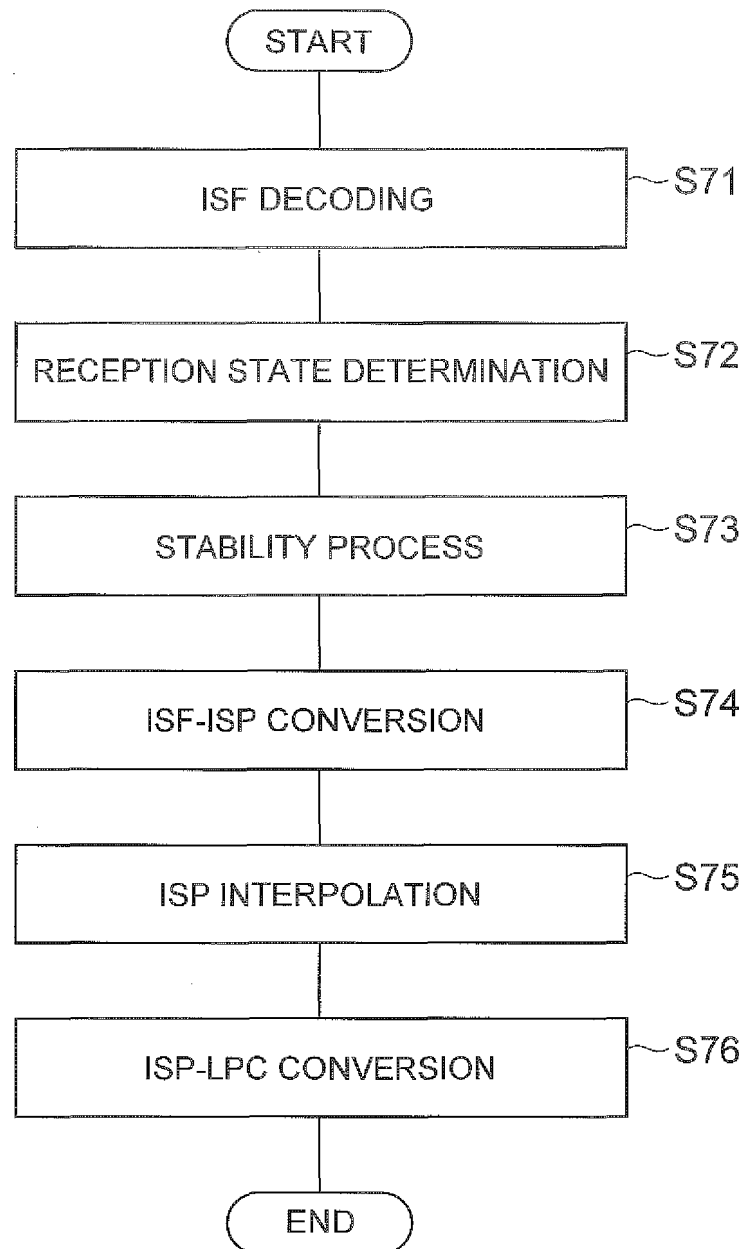 START
ISF DECODING
S71
RECEPTION STATE DETERMINATION
S72
STABILITY PROCESS
S73
ISF-ISP CONVERSION
S74
ISP INTERPOLATION
S75
ISP-LPC CONVERSION
S76
END